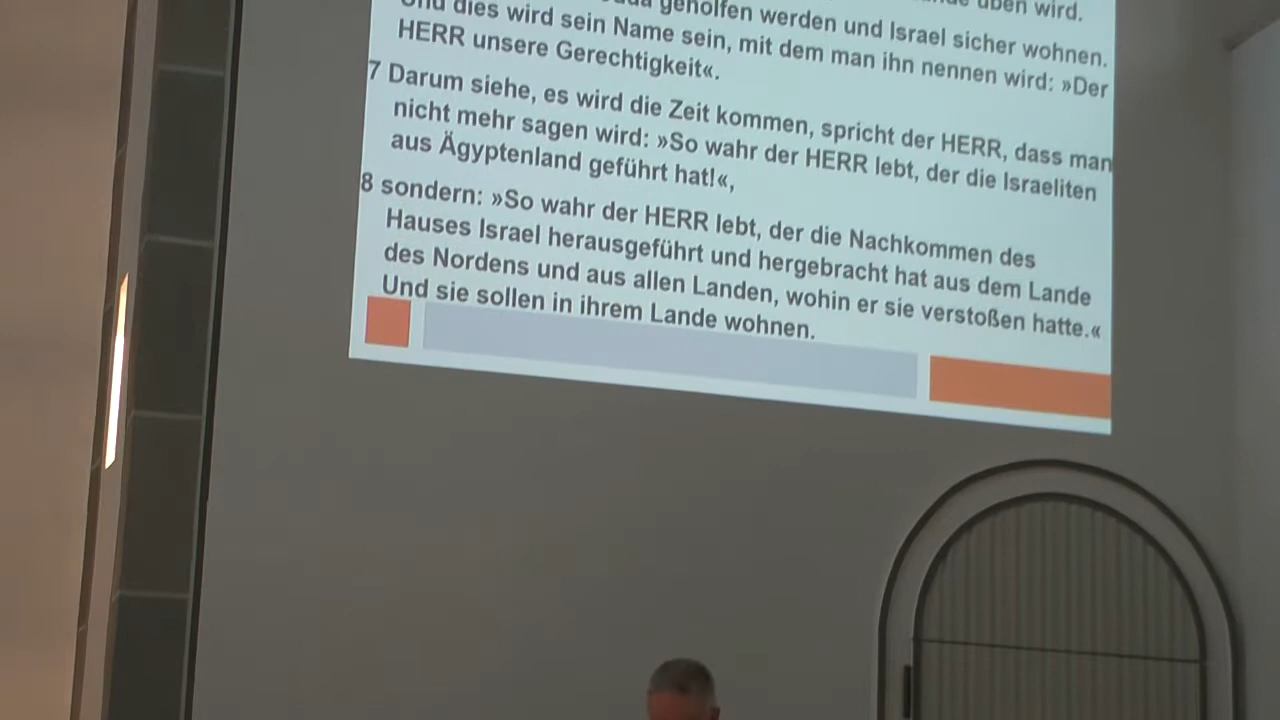 üben wird.
geholfen werden und Israel sicher wohnen.
Und dies wird sein Name sein, mit dem man ihn nennen wird: »Der
HERR unsere Gerechtigkeit«.
7 Darum siehe, es wird die Zeit kommen, spricht der HERR, dass man
nicht mehr sagen wird: »So wahr der HERR lebt, der die Israeliten
aus Ägyptenland geführt hat!«,
8 sondern: »So wahr der HERR lebt, der die Nachkommen des
Hauses Israel herausgeführt und hergebracht hat aus dem Lande
des Nordens und aus allen Landen, wohin er sie verstoßen hatte.«
Und sie sollen in ihrem Lande wohnen.